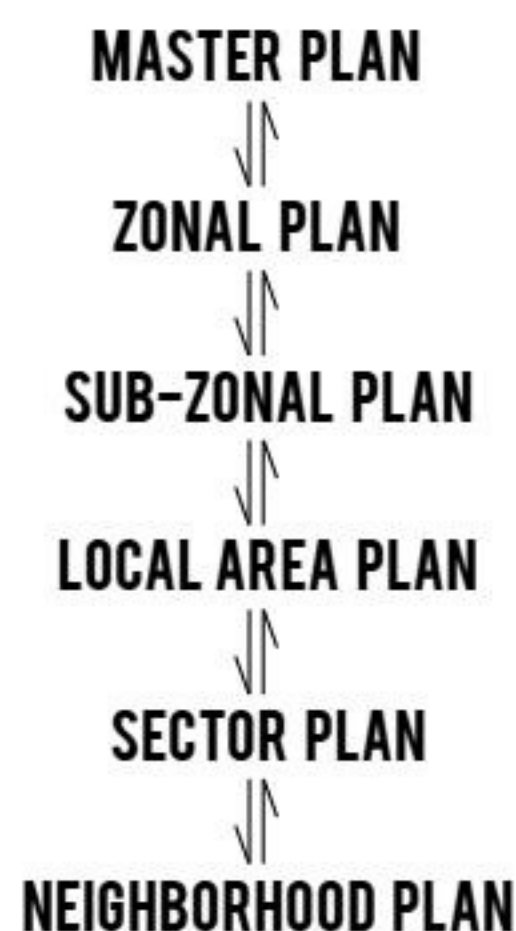 MASTER PLAN
ZONAL PLAN
SUB-ZONAL PLAN
LOCAL AREA PLAN
SECTOR PLAN
NEIGHBORHOOD PLAN